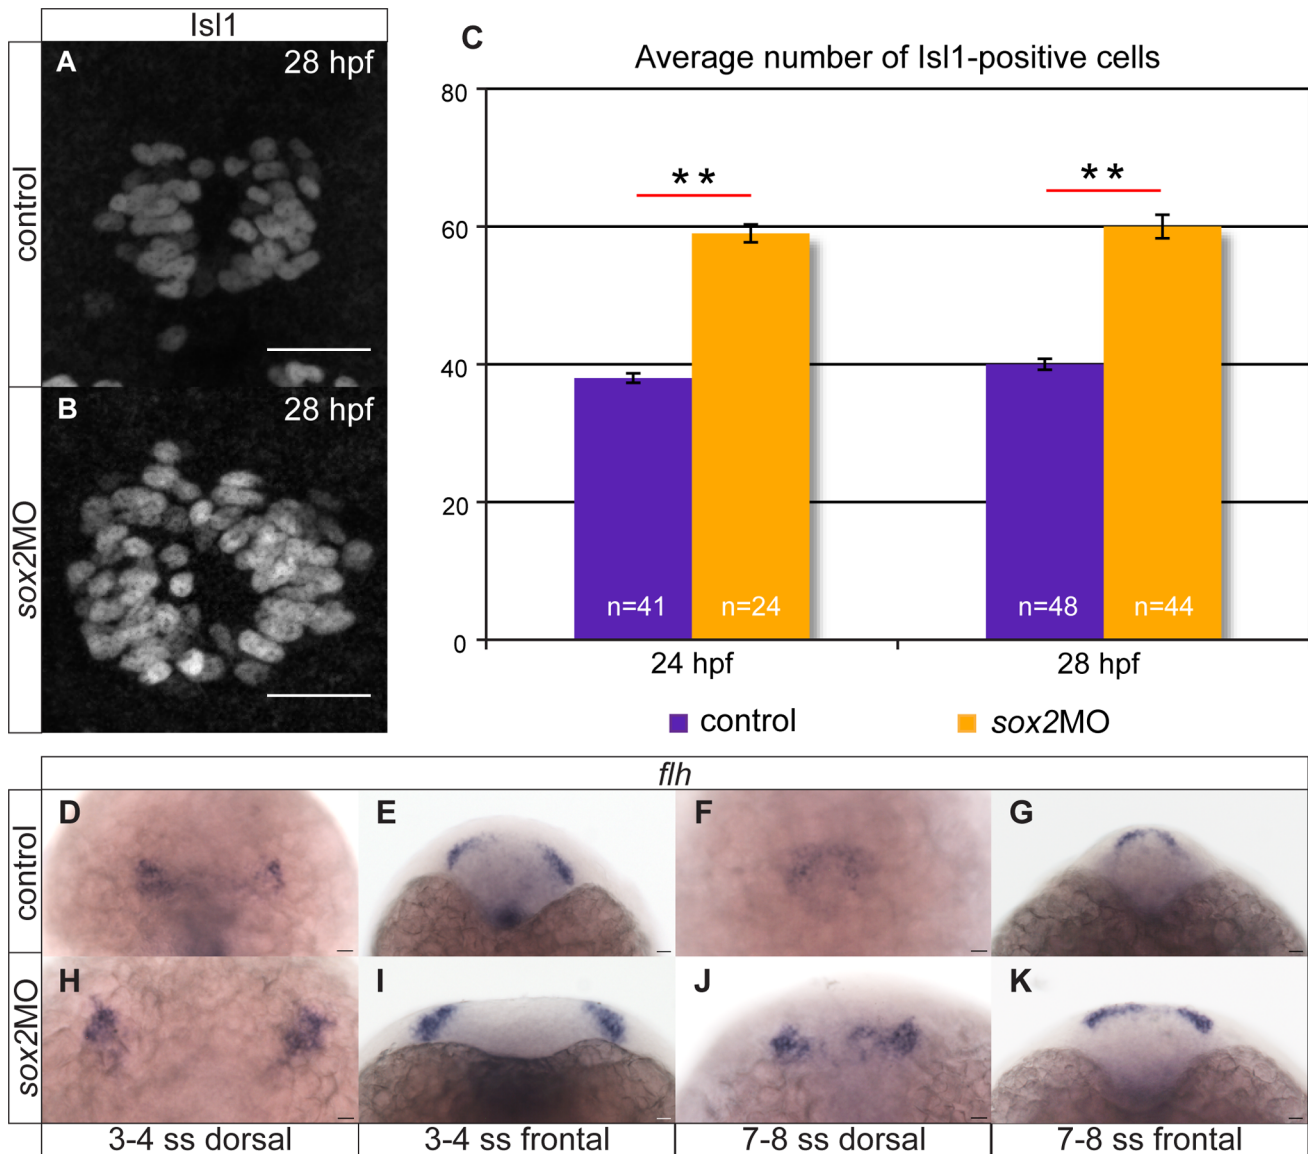 Isl1
A 28 hpf
control
B 28 hpf
sox2MO
C
Average number of Isl1-positive cells
80
60
40
20
0
** **
n=41 n=24 n=48 n=44
24 hpf 28 hpf
control sox2MO
flh
control
D E F G
sox2MO
H I J K
3-4 ss dorsal 3-4 ss frontal 7-8 ss dorsal 7-8 ss frontal